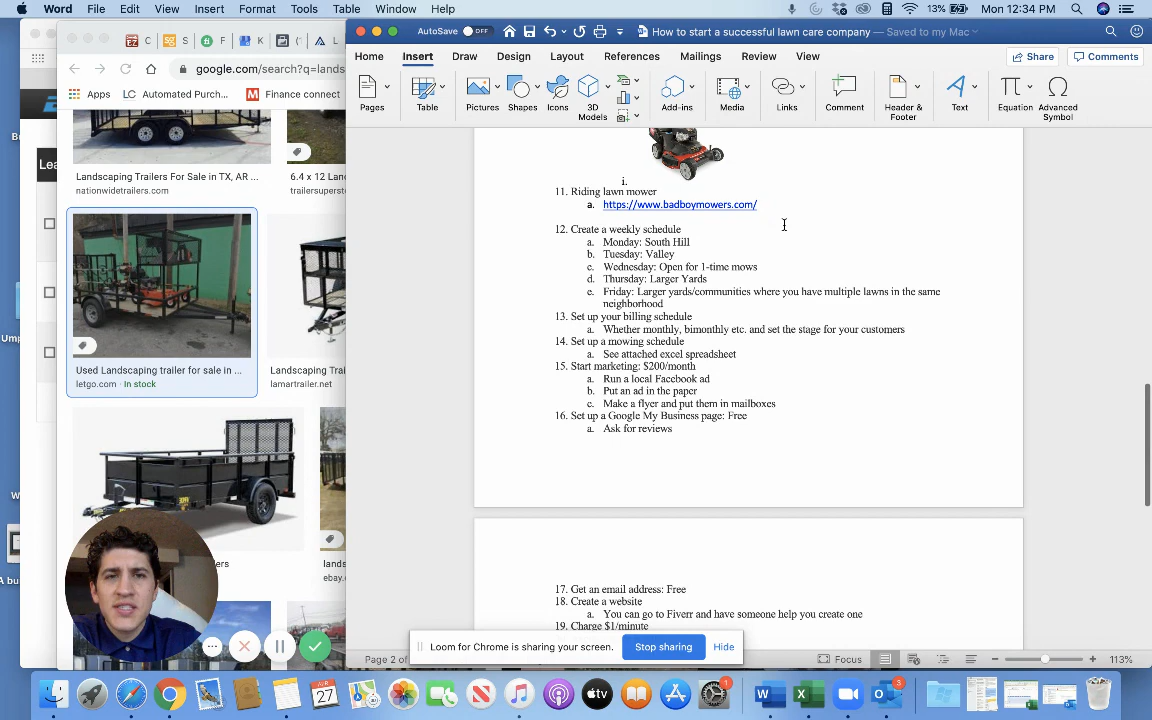 Word File Edit View Insert Format Tools Table Window Help 13% Mon 12:34 PM
AutoSave OFF How to start a successful lawn care company — Saved to my Mac
C S F K ( L
Home Insert Draw Design Layout References Mailings Review View Share Comments
google.com/search?q=lands
Apps Automated Purch... Finance connect
Pages Table Pictures Shapes Icons 3D Models Add-ins Media Links Comment Header & Footer Text Equation Advanced Symbol
Landscaping Trailers For Sale in TX, AR ...
nationwidetrailers.com
6.4 x 12 Lan
trailersuperst
Lea
Used Landscaping trailer for sale in ...
letgo.com · In stock
Landscaping Trai
lamartrailer.net
ers
lands
ebay.
Bu
Ump
W
A bu
i.
11. Riding lawn mower
a. https://www.badboymowers.com/
12. Create a weekly schedule
a. Monday: South Hill
b. Tuesday: Valley
c. Wednesday: Open for 1-time mows
d. Thursday: Larger Yards
e. Friday: Larger yards/communities where you have multiple lawns in the same
neighborhood
13. Set up your billing schedule
a. Whether monthly, bimonthly etc. and set the stage for your customers
14. Set up a mowing schedule
a. See attached excel spreadsheet
15. Start marketing: $200/month
a. Run a local Facebook ad
b. Put an ad in the paper
c. Make a flyer and put them in mailboxes
16. Set up a Google My Business page: Free
a. Ask for reviews
17. Get an email address: Free
18. Create a website
a. You can go to Fiverr and have someone help you create one
19. Charge $1/minute
Loom for Chrome is sharing your screen. Stop sharing Hide
Page 2 of Focus 113%
APR
27
tv
1
3